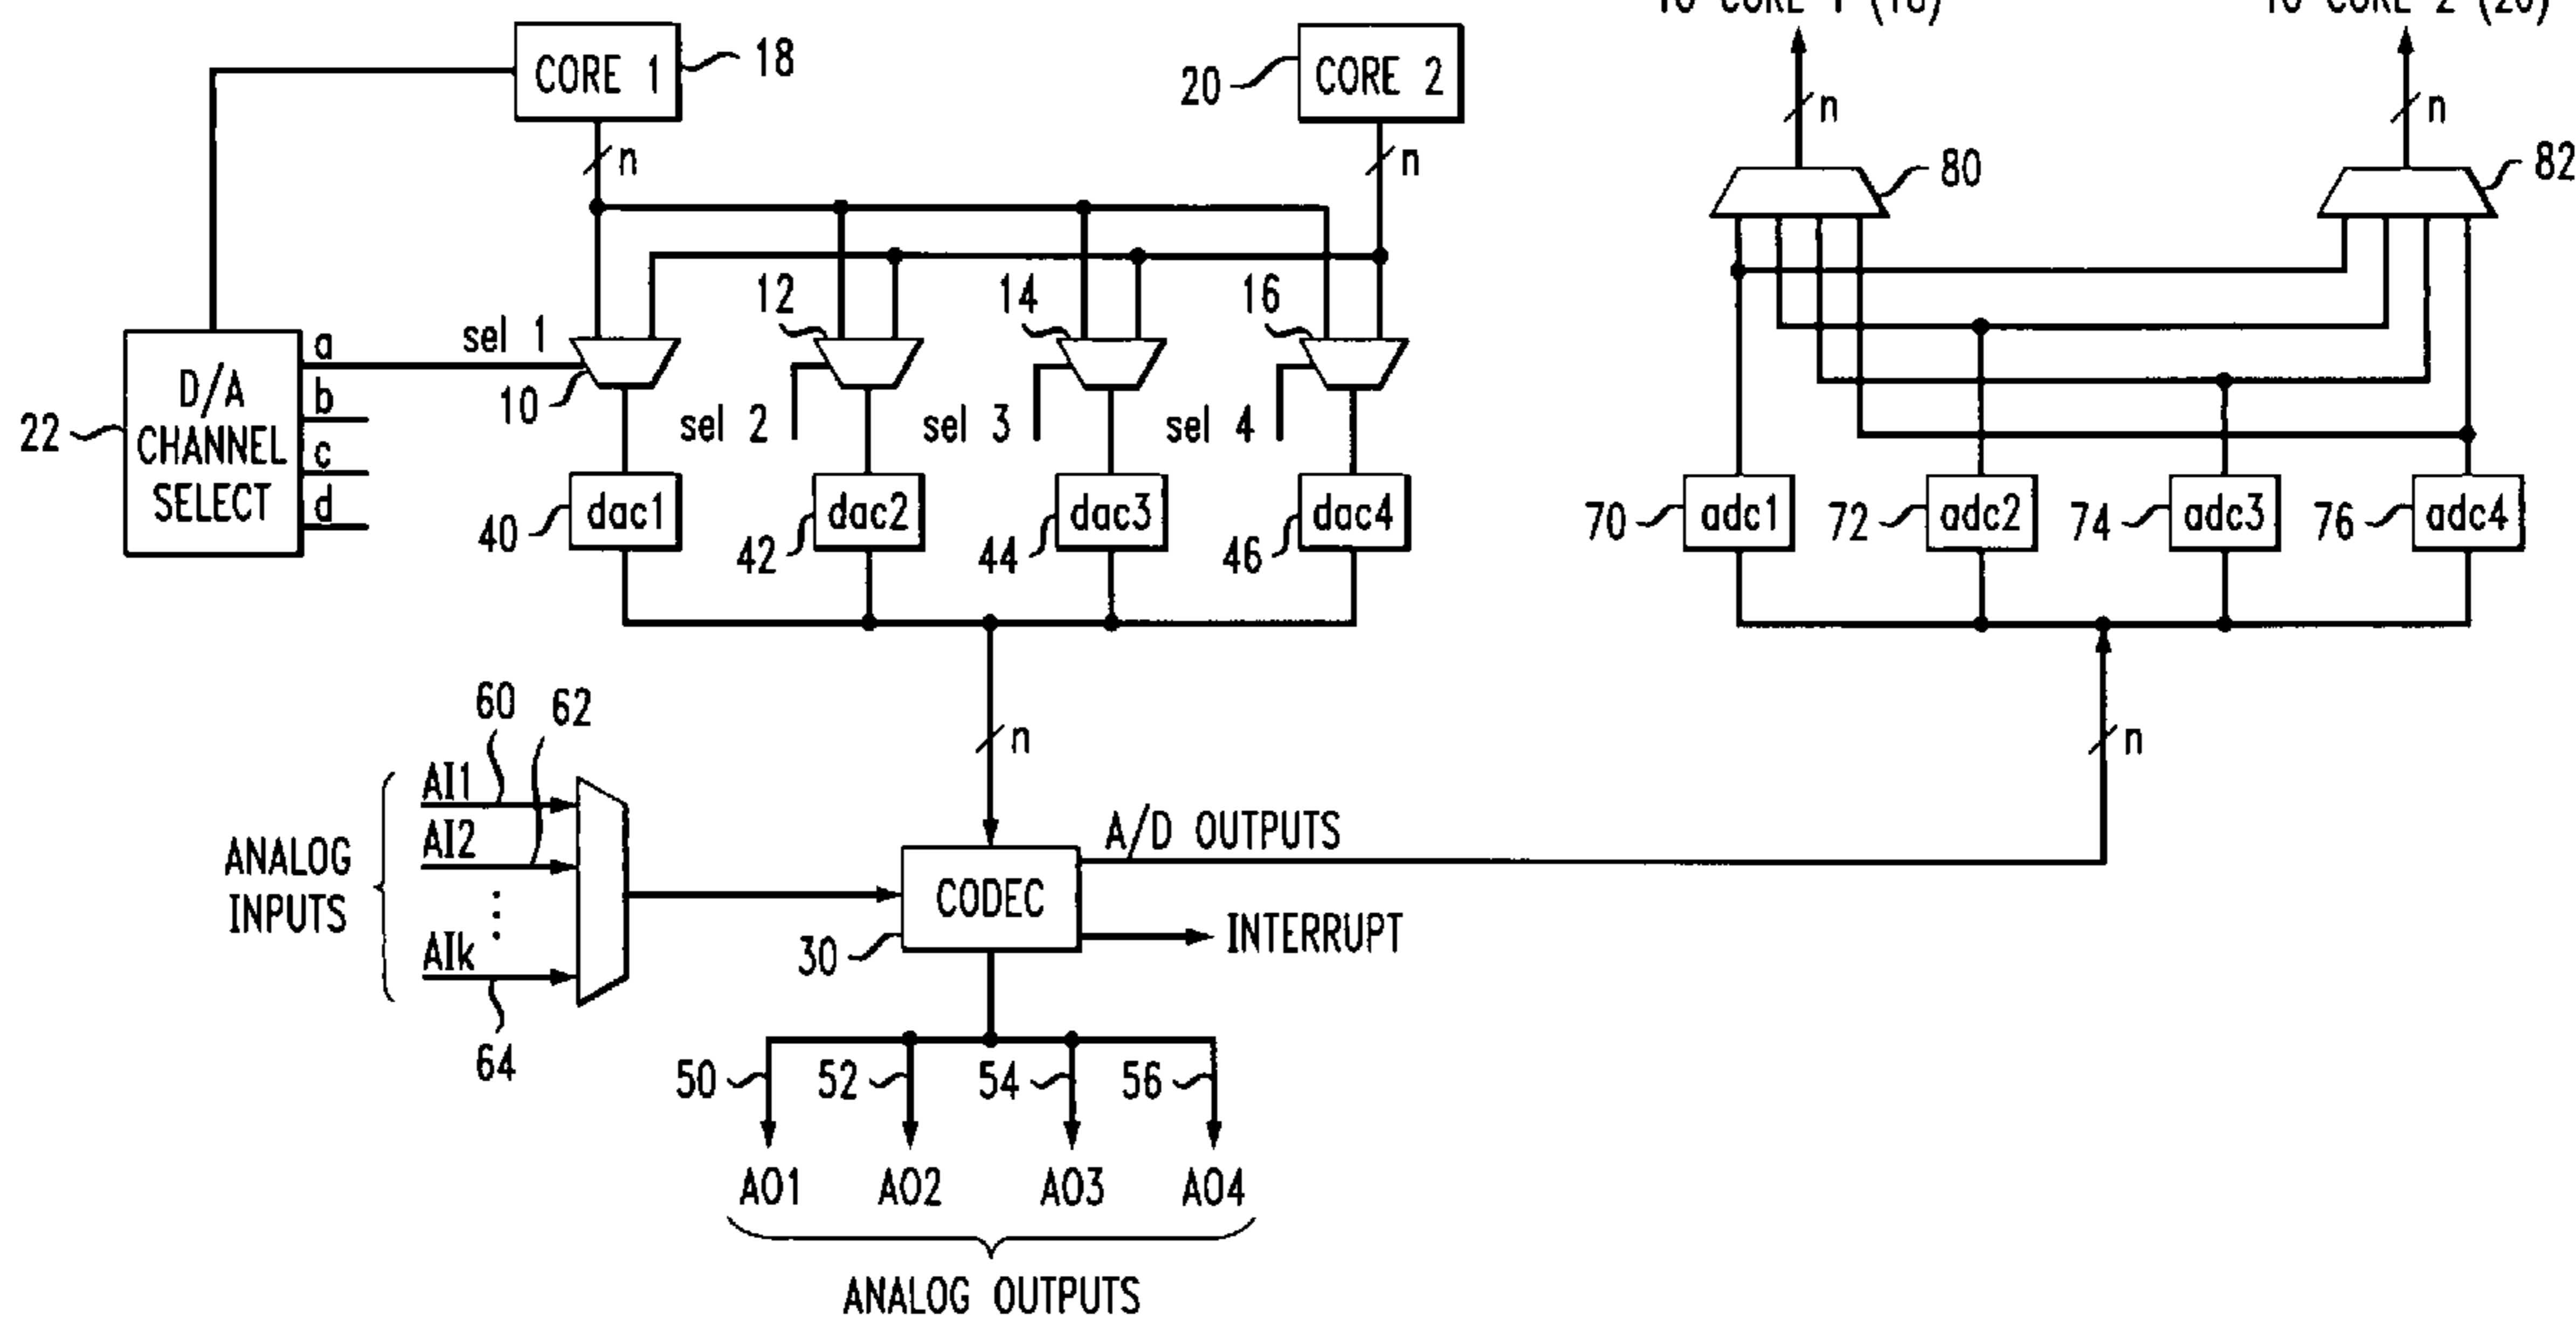 TO CORE 1 (18)
TO CORE 2 (20)
CORE 1
18
20
CORE 2
n
n
n
n
80
82
12
14
16
sel 1
a
b
c
d
D/A
CHANNEL
SELECT
22
10
sel 2
sel 3
sel 4
dac1
dac2
dac3
dac4
40
42
44
46
70
adc1
72
adc2
74
adc3
76
adc4
60
62
n
n
AI1
AI2
AIk
ANALOG
INPUTS
64
A/D OUTPUTS
CODEC
30
INTERRUPT
50
52
54
56
AO1
AO2
AO3
AO4
ANALOG OUTPUTS